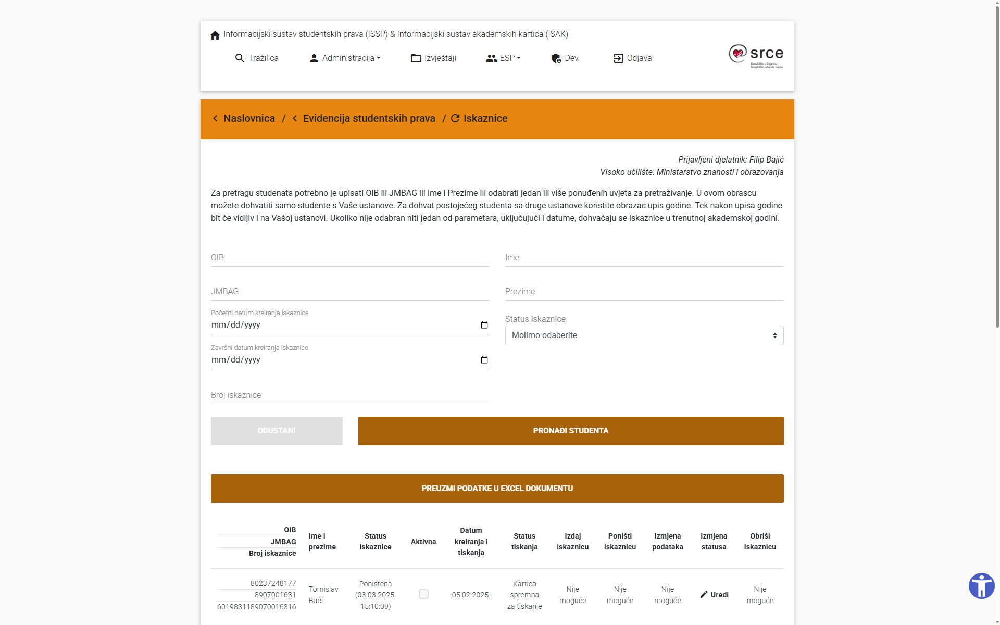 Informacijski sustav studentskih prava (ISSP) & Informacijski sustav akademskih kartica (ISAK)
Tražilica
Administracija
Izvještaji
ESP
Dev.
Odjava
srce
Sveučilište u Zagrebu
Sveučilišni računski centar
Naslovnica / Evidencija studentskih prava / Iskaznice
Prijavljeni djelatnik: Filip Bajić
Visoko učilište: Ministarstvo znanosti i obrazovanja
Za pretragu studenata potrebno je upisati OIB ili JMBAG ili Ime i Prezime ili odabrati jedan ili više ponuđenih uvjeta za pretraživanje. U ovom obrascu
možete dohvatiti samo studente s Vaše ustanove. Za dohvat postojećeg studenta sa druge ustanove koristite obrazac upis godine. Tek nakon upisa godine
bit će vidljiv i na Vašoj ustanovi. Ukoliko nije odabran niti jedan od parametara, uključujući i datume, dohvaćaju se iskaznice u trenutnoj akademskoj godini.
OIB
Ime
JMBAG
Prezime
Početni datum kreiranja iskaznice
mm/dd/yyyy
Status iskaznice
Molimo odaberite
Završni datum kreiranja iskaznice
mm/dd/yyyy
Broj iskaznice
ODUSTANI
PRONAĐI STUDENTA
PREUZMI PODATKE U EXCEL DOKUMENTU
OIB
JMBAG
Broj iskaznice
Ime i
prezime
Status
iskaznice
Aktivna
Datum
kreiranja i
tiskanja
Status
tiskanja
Izdaj
iskaznicu
Poništi
iskaznicu
Izmjena
podataka
Izmjena
statusa
Obriši
iskaznicu
80237248177
8907001631
6019831189070016316
Tomislav
Bući
Poništena
(03.03.2025.
15:10:09)
05.02.2025.
Kartica
spremna
za tiskanje
Nije
moguće
Nije
moguće
Nije
moguće
Uredi
Nije
moguće